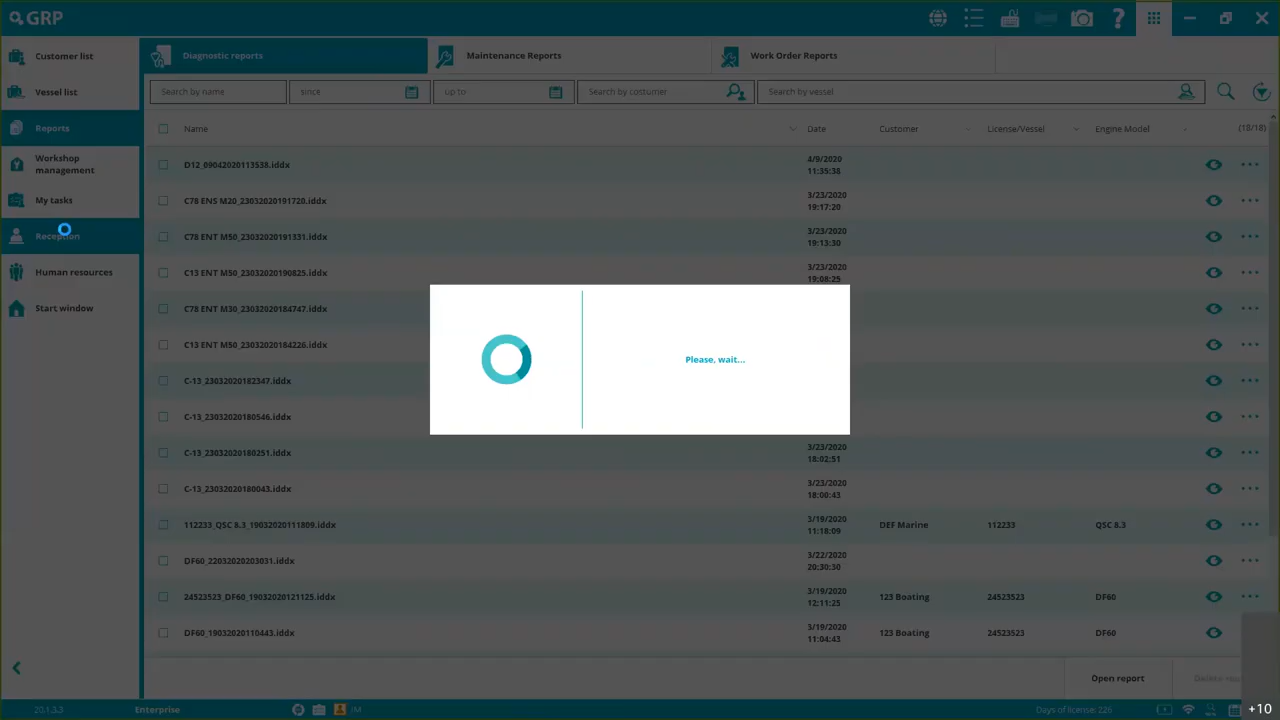 GRP
Customer list
Vessel list
Reports
Workshop
management
My tasks
Reception
Human resources
Start window
Diagnostic reports
Maintenance Reports
Work Order Reports
Search by name
since
up to
Search by costumer
Search by vessel
Name
Date
Customer
License/Vessel
Engine Model
(18/18)
D12_09042020113538.iddx
4/9/2020
11:35:38
C78 ENS M20_23032020191720.iddx
3/23/2020
19:17:20
C78 ENT M50_23032020191331.iddx
3/23/2020
19:13:30
C13 ENT M50_23032020190825.iddx
3/23/2020
19:08:25
C78 ENT M30_23032020184747.iddx
C13 ENT M50_23032020184226.iddx
C-13_23032020182347.iddx
C-13_23032020180546.iddx
C-13_23032020180251.iddx
3/23/2020
18:02:51
C-13_23032020180043.iddx
3/23/2020
18:00:43
112233_QSC 8.3_19032020111809.iddx
3/19/2020
11:18:09
DEF Marine
112233
QSC 8.3
DF60_22032020203031.iddx
3/22/2020
20:30:30
24523523_DF60_19032020121125.iddx
3/19/2020
12:11:25
123 Boating
24523523
DF60
DF60_19032020110443.iddx
3/19/2020
11:04:43
123 Boating
24523523
DF60
Please, wait...
Open report
Delete
20.1.3.3
Enterprise
JM
Days of license: 226
+10